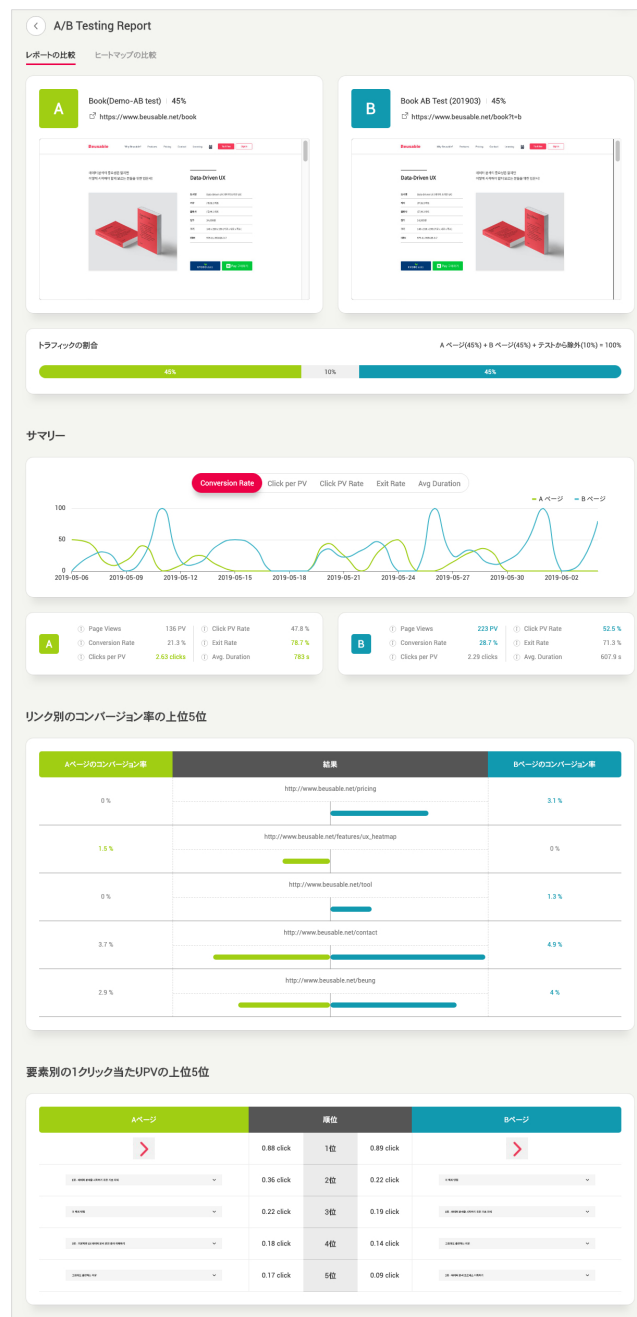 A/B Testing Report
レポートの比較 ヒートマップの比較
A
Book(Demo-AB test) 45%
https://www.beusable.net/book
B
Book AB Test (201903) 45%
https://www.beusable.net/book?t=b
Beusable
Data-Driven UX
Beusable
Data-Driven UX
トラフィックの割合
A ページ(45%) + B ページ(45%) + テストから除外(10%) = 100%
45% 10% 45%
サマリー
Conversion Rate Click per PV Click PV Rate Exit Rate Avg Duration
A ページ B ページ
100
50
0
2019-05-06 2019-05-09 2019-05-12 2019-05-15 2019-05-18 2019-05-21 2019-05-24 2019-05-27 2019-05-30 2019-06-02
A
Page Views 136 PV Click PV Rate 47.8 %
Conversion Rate 21.3 % Exit Rate 78.7 %
Clicks per PV 2.63 clicks Avg. Duration 783 s
B
Page Views 223 PV Click PV Rate 52.5 %
Conversion Rate 28.7 % Exit Rate 71.3 %
Clicks per PV 2.29 clicks Avg. Duration 607.9 s
リンク別のコンバージョン率の上位5位
Aページのコンバージョン率 結果 Bページのコンバージョン率
http://www.beusable.net/pricing
0 % 3.1 %
http://www.beusable.net/features/ux_heatmap
1.5 % 0 %
http://www.beusable.net/tool
0 % 1.3 %
http://www.beusable.net/contact
3.7 % 4.9 %
http://www.beusable.net/beung
2.9 % 4 %
要素別の1クリック当たりPVの上位5位
Aページ 順位 Bページ
0.88 click 1位 0.89 click
0.36 click 2位 0.22 click
0.22 click 3位 0.19 click
0.18 click 4位 0.14 click
0.17 click 5位 0.09 click